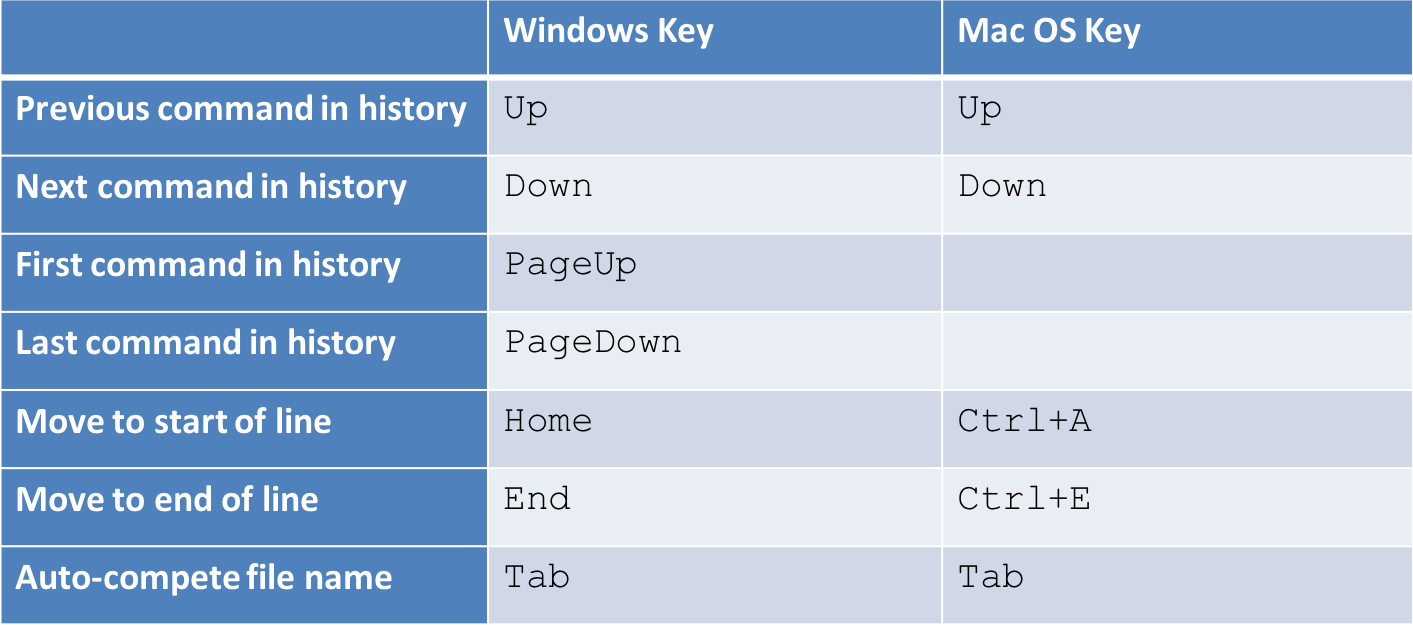 Windows Key Mac OS Key
Previous command in history Up Up
Next command in history Down Down
First command in history PageUp
Last command in history PageDown
Move to start of line Home Ctrl+A
Move to end of line End Ctrl+E
Auto-compete file name Tab Tab